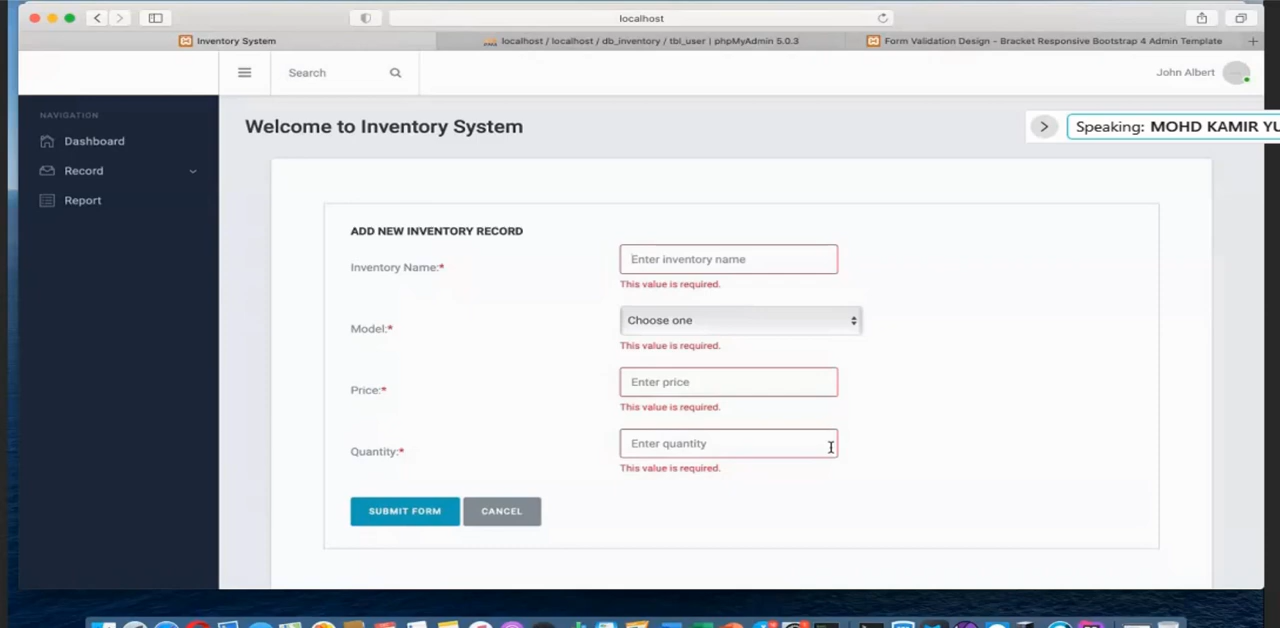 localhost
Inventory System
localhost / localhost / db_inventory / tbl_user | phpMyAdmin 5.0.3
Form Validation Design - Bracket Responsive Bootstrap 4 Admin Template
Search
John Albert
NAVIGATION
Dashboard
Record
Report
Welcome to Inventory System
Speaking: MOHD KAMIR YU
ADD NEW INVENTORY RECORD
Inventory Name:*
Enter inventory name
This value is required.
Model:*
Choose one
This value is required.
Price:*
Enter price
This value is required.
Quantity:*
Enter quantity
This value is required.
SUBMIT FORM
CANCEL